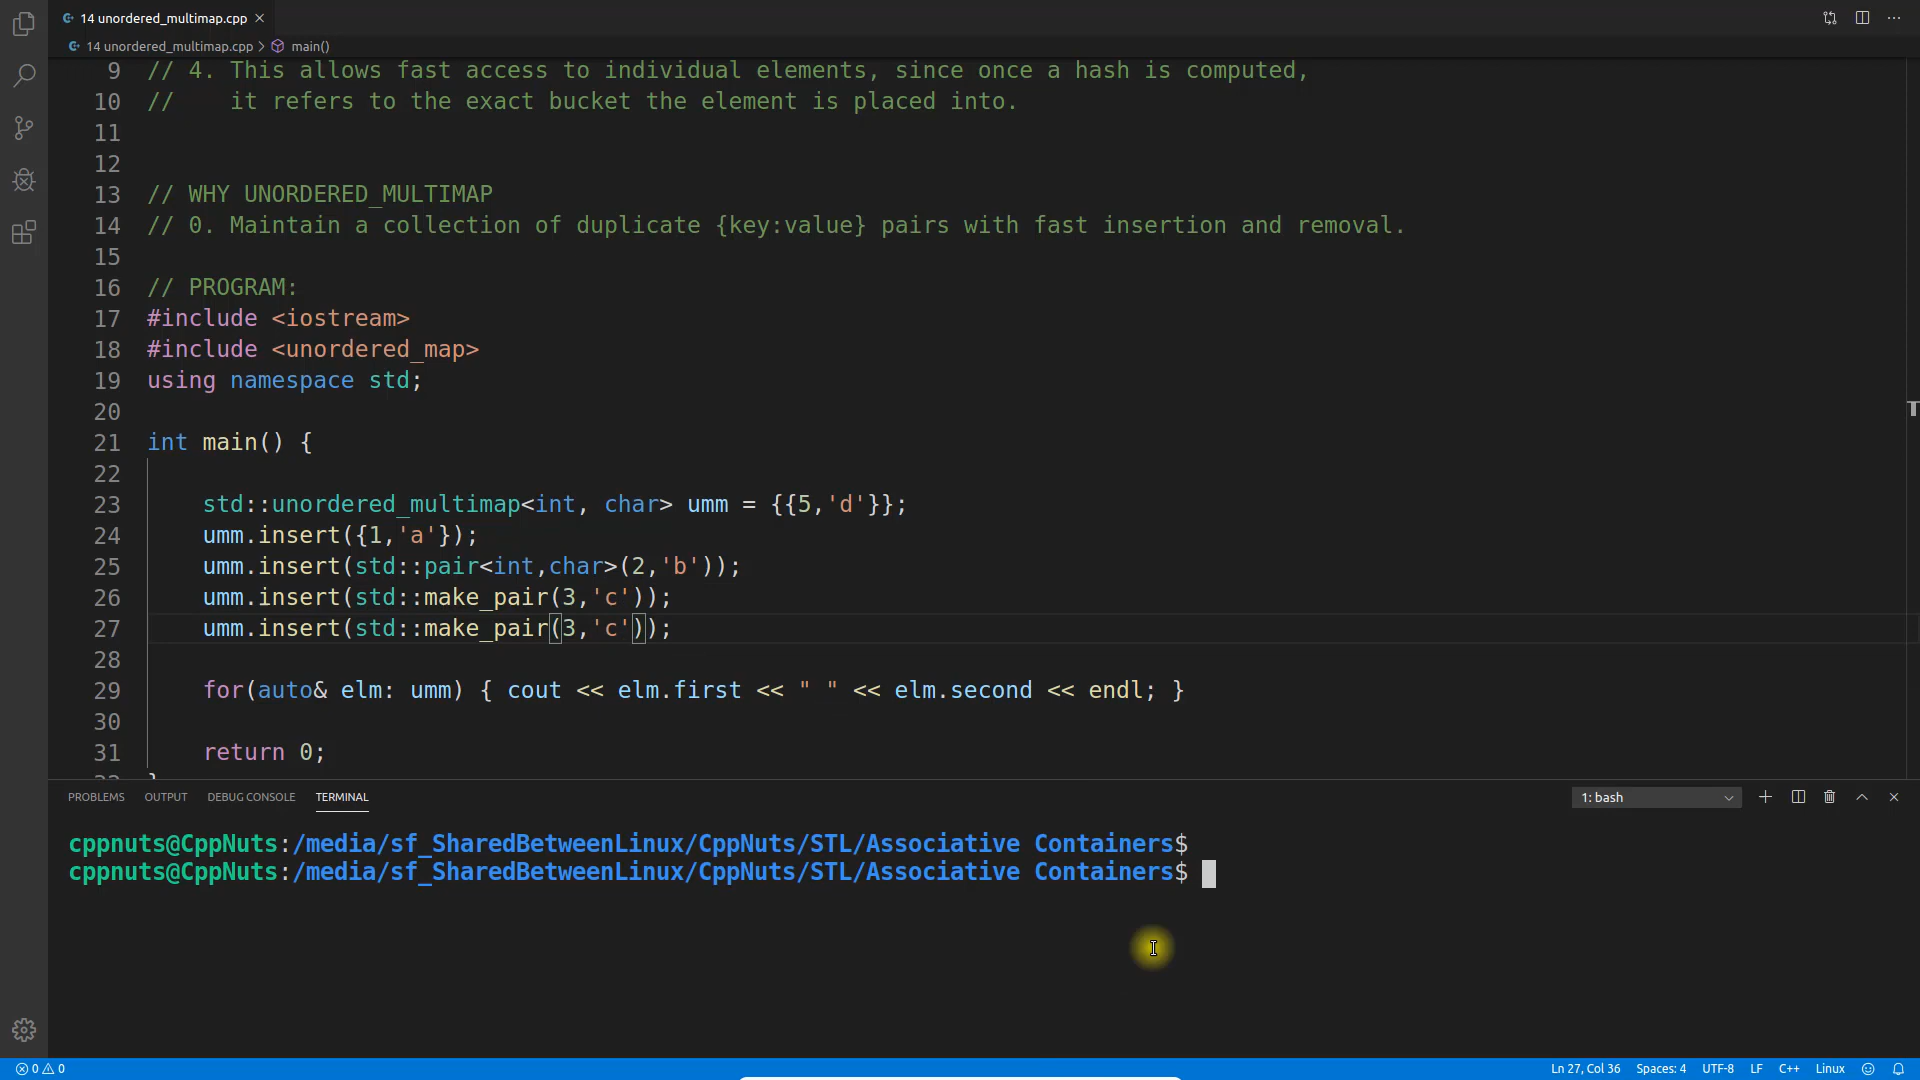 14 unordered_multimap.cpp
14 unordered_multimap.cpp > main()
9 // 4. This allows fast access to individual elements, since once a hash is computed,
10 //    it refers to the exact bucket the element is placed into.
11
12
13 // WHY UNORDERED_MULTIMAP
14 // 0. Maintain a collection of duplicate {key:value} pairs with fast insertion and removal.
15
16 // PROGRAM:
17 #include <iostream>
18 #include <unordered_map>
19 using namespace std;
20
21 int main() {
22
23     std::unordered_multimap<int, char> umm = {{5,'d'}};
24     umm.insert({1,'a'});
25     umm.insert(std::pair<int,char>(2,'b'));
26     umm.insert(std::make_pair(3,'c'));
27     umm.insert(std::make_pair(3,'c'));
28
29     for(auto& elm: umm) { cout << elm.first << " " << elm.second << endl; }
30
31     return 0;
PROBLEMS OUTPUT DEBUG CONSOLE TERMINAL 1: bash
cppnuts@CppNuts:/media/sf_SharedBetweenLinux/CppNuts/STL/Associative Containers$
cppnuts@CppNuts:/media/sf_SharedBetweenLinux/CppNuts/STL/Associative Containers$
0 0 Ln 27, Col 36 Spaces: 4 UTF-8 LF C++ Linux